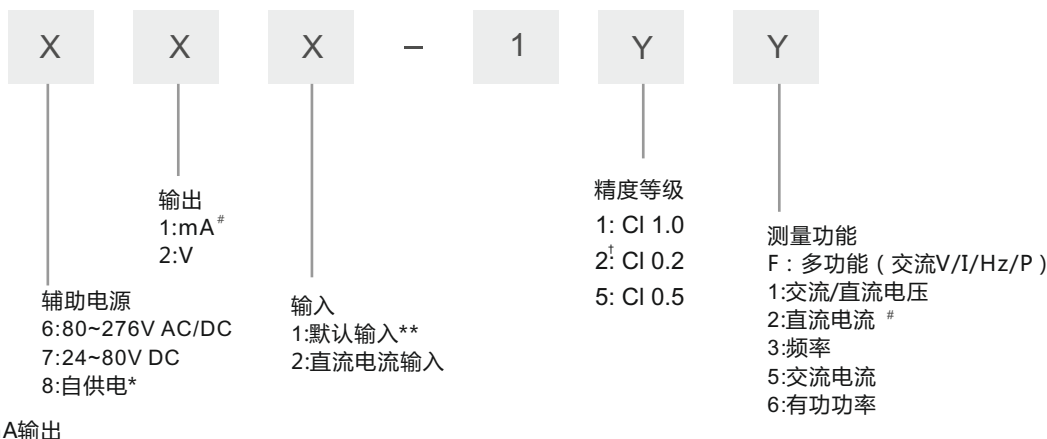 X X X – 1 Y Y
输出
1:mA#
2:V
辅助电源
6:80~276V AC/DC
7:24~80V DC
8:自供电*
输入
1:默认输入**
2:直流电流输入
精度等级
1: Cl 1.0
2†: Cl 0.2
5: Cl 0.5
测量功能
F：多功能（交流V/I/Hz/P）
1:交流/直流电压
2:直流电流 #
3:频率
5:交流电流
6:有功功率
A输出